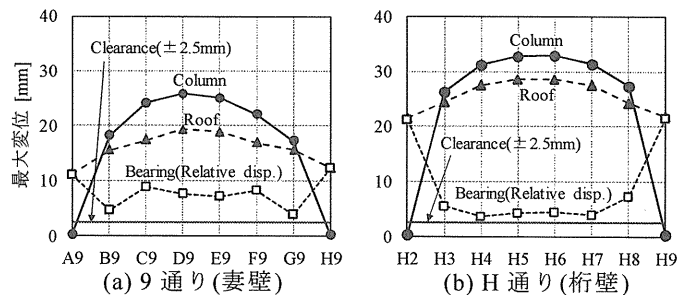 40
30
20
10
0
最大変位 [mm]
Clearance(±2.5mm)
Column
Roof
Bearing(Relative disp.)
A9 B9 C9 D9 E9 F9 G9 H9
(a) 9 通り(妻壁)
40
30
20
10
0
Column
Roof
Clearance(±2.5mm)
Bearing(Relative disp.)
H2 H3 H4 H5 H6 H7 H8 H9
(b) H 通り(桁壁)